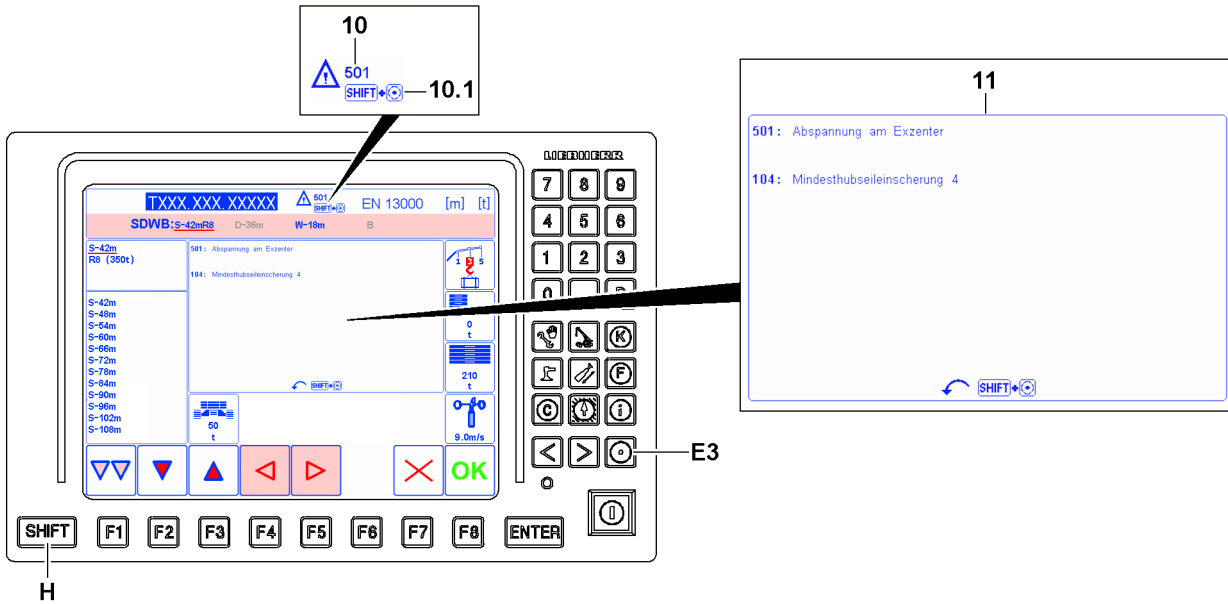 10
501
SHIFT+
10.1
11
501: Abspannung am Exzenter
104: Mindesthubseileinscherung 4
SHIFT+
LIEBHERR
TXXX.XXX.XXXXX
501
SHIFT+
EN 13000 [m] [t]
SDWB: S-42mR8 D-36m W-18m B
S-42m
R8 (350t)
501: Abspannung am Exzenter
104: Mindesthubseileinscherung 4
SHIFT+
1 3 5
S-42m
S-48m
S-54m
S-60m
S-66m
S-72m
S-78m
S-84m
S-90m
S-96m
S-102m
S-108m
0
t
210
t
50
t
9.0m/s
OK
7 8 9
4 5 6
1 2 3
0 .
K
F
C i
< >
E3
SHIFT F1 F2 F3 F4 F5 F6 F7 F8 ENTER
H